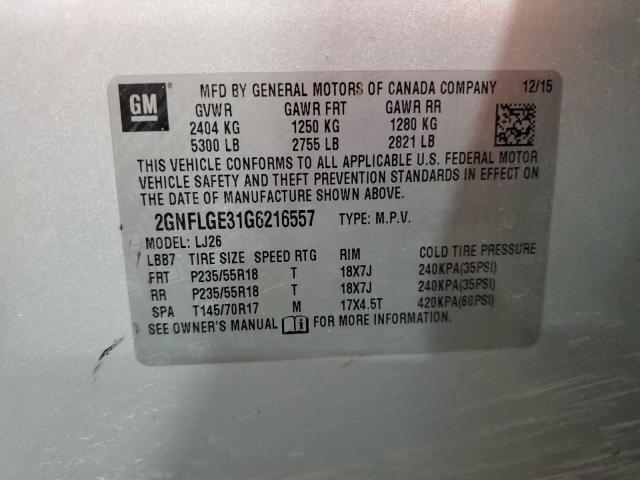 GM ®
MFD BY GENERAL MOTORS OF CANADA COMPANY 12/15
GVWR GAWR FRT GAWR RR
2404 KG 1250 KG 1280 KG
5300 LB 2755 LB 2821 LB
THIS VEHICLE CONFORMS TO ALL APPLICABLE U.S. FEDERAL MOTOR
VEHICLE SAFETY AND THEFT PREVENTION STANDARDS IN EFFECT ON
THE DATE OF MANUFACTURE SHOWN ABOVE.
2GNFLGE31G6216557 TYPE: M.P.V.
MODEL: LJ26
LBB7 TIRE SIZE SPEED RTG RIM COLD TIRE PRESSURE
FRT P235/55R18 T 18X7J 240KPA(35PSI)
RR P235/55R18 T 18X7J 240KPA(35PSI)
SPA T145/70R17 M 17X4.5T 420KPA(60PSI)
SEE OWNER'S MANUAL FOR MORE INFORMATION.